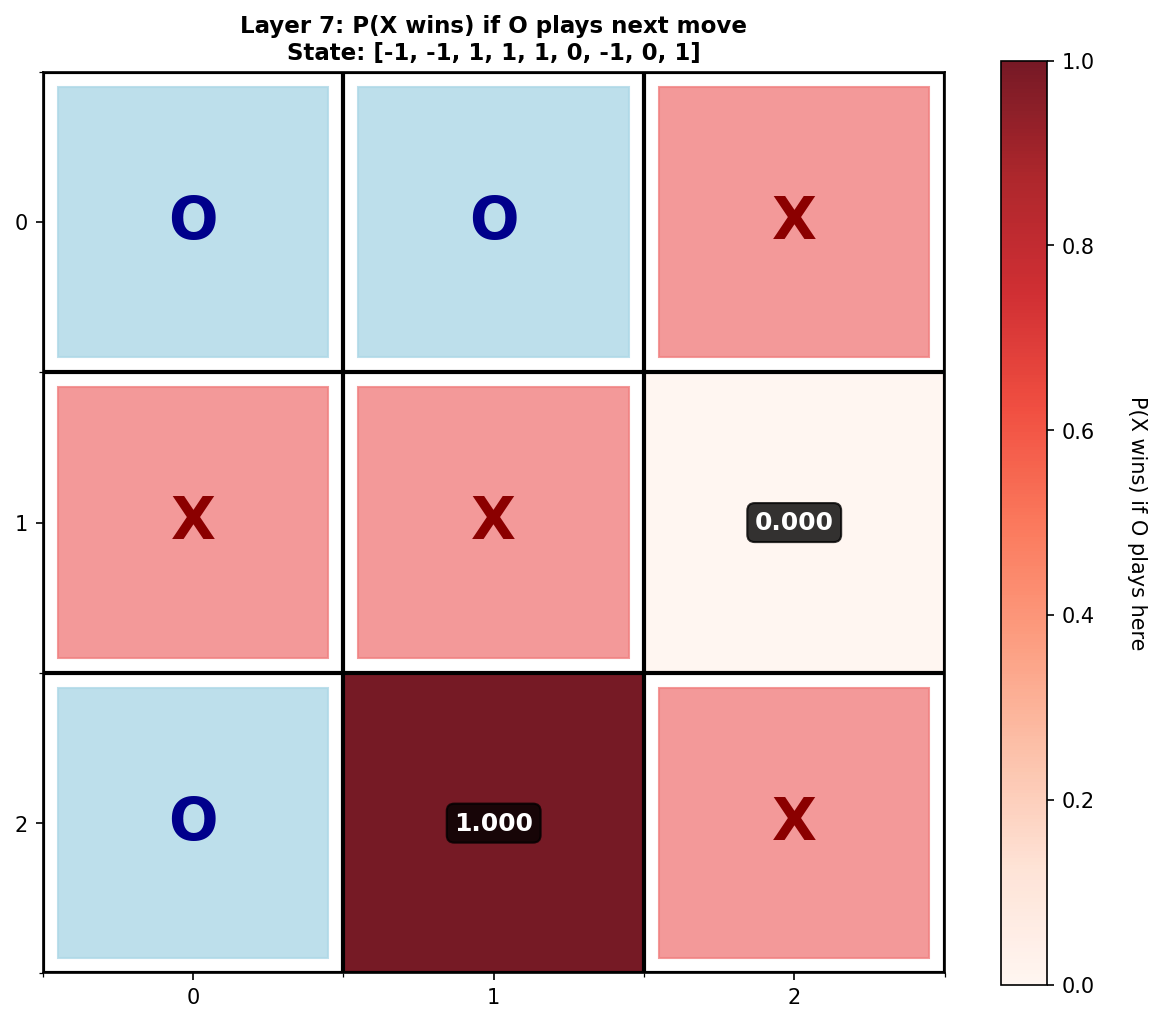 Layer 7: P(X wins) if O plays next move
State: [-1, -1, 1, 1, 1, 0, -1, 0, 1]
0
O
O
X
1
X
X
0.000
2
O
1.000
X
0
1
2
1.0
0.8
0.6
0.4
0.2
0.0
P(X wins) if O plays here